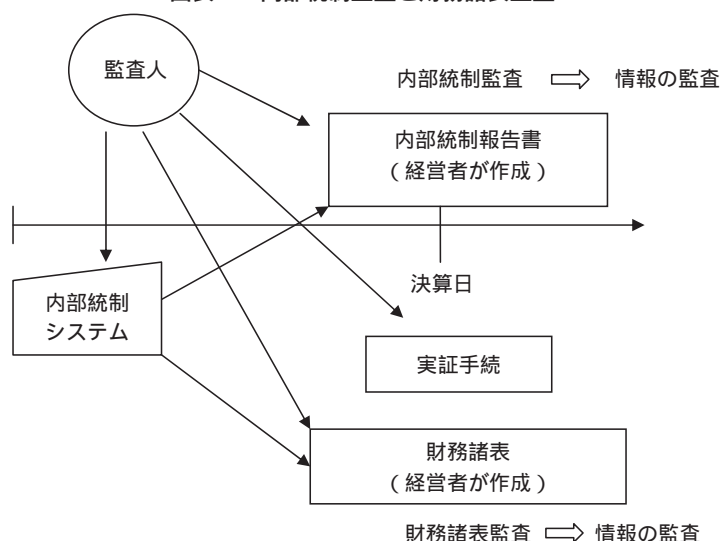 監査人
内部統制監査 ⇨ 情報の監査
内部統制報告書
(経営者が作成)
決算日
内部統制
システム
実証手続
財務諸表
(経営者が作成)
財務諸表監査 ⇨ 情報の監査